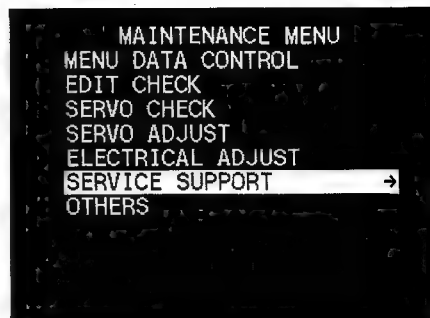 MAINTENANCE MENU
MENU DATA CONTROL
EDIT CHECK
SERVO CHECK
SERVO ADJUST
ELECTRICAL ADJUST
SERVICE SUPPORT →
OTHERS